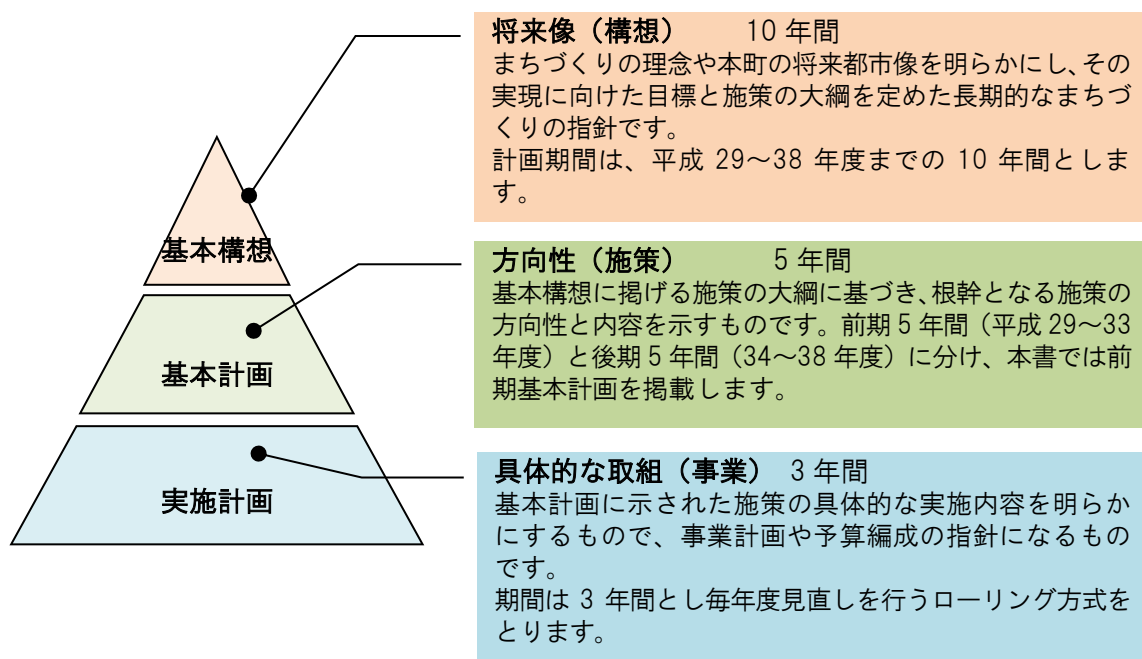 将来像（構想） 10 年間
まちづくりの理念や本町の将来都市像を明らかにし、その
実現に向けた目標と施策の大綱を定めた長期的なまちづ
くりの指針です。
計画期間は、平成 29～38 年度までの 10 年間としま
す。
基本構想
方向性（施策） 5 年間
基本構想に掲げる施策の大綱に基づき、根幹となる施策の
方向性と内容を示すものです。前期 5 年間（平成 29～33
年度）と後期 5 年間（34～38 年度）に分け、本書では前
期基本計画を掲載します。
基本計画
具体的な取組（事業） 3 年間
基本計画に示された施策の具体的な実施内容を明らか
にするもので、事業計画や予算編成の指針になるもの
です。
期間は 3 年間とし毎年度見直しを行うローリング方式を
とります。
実施計画